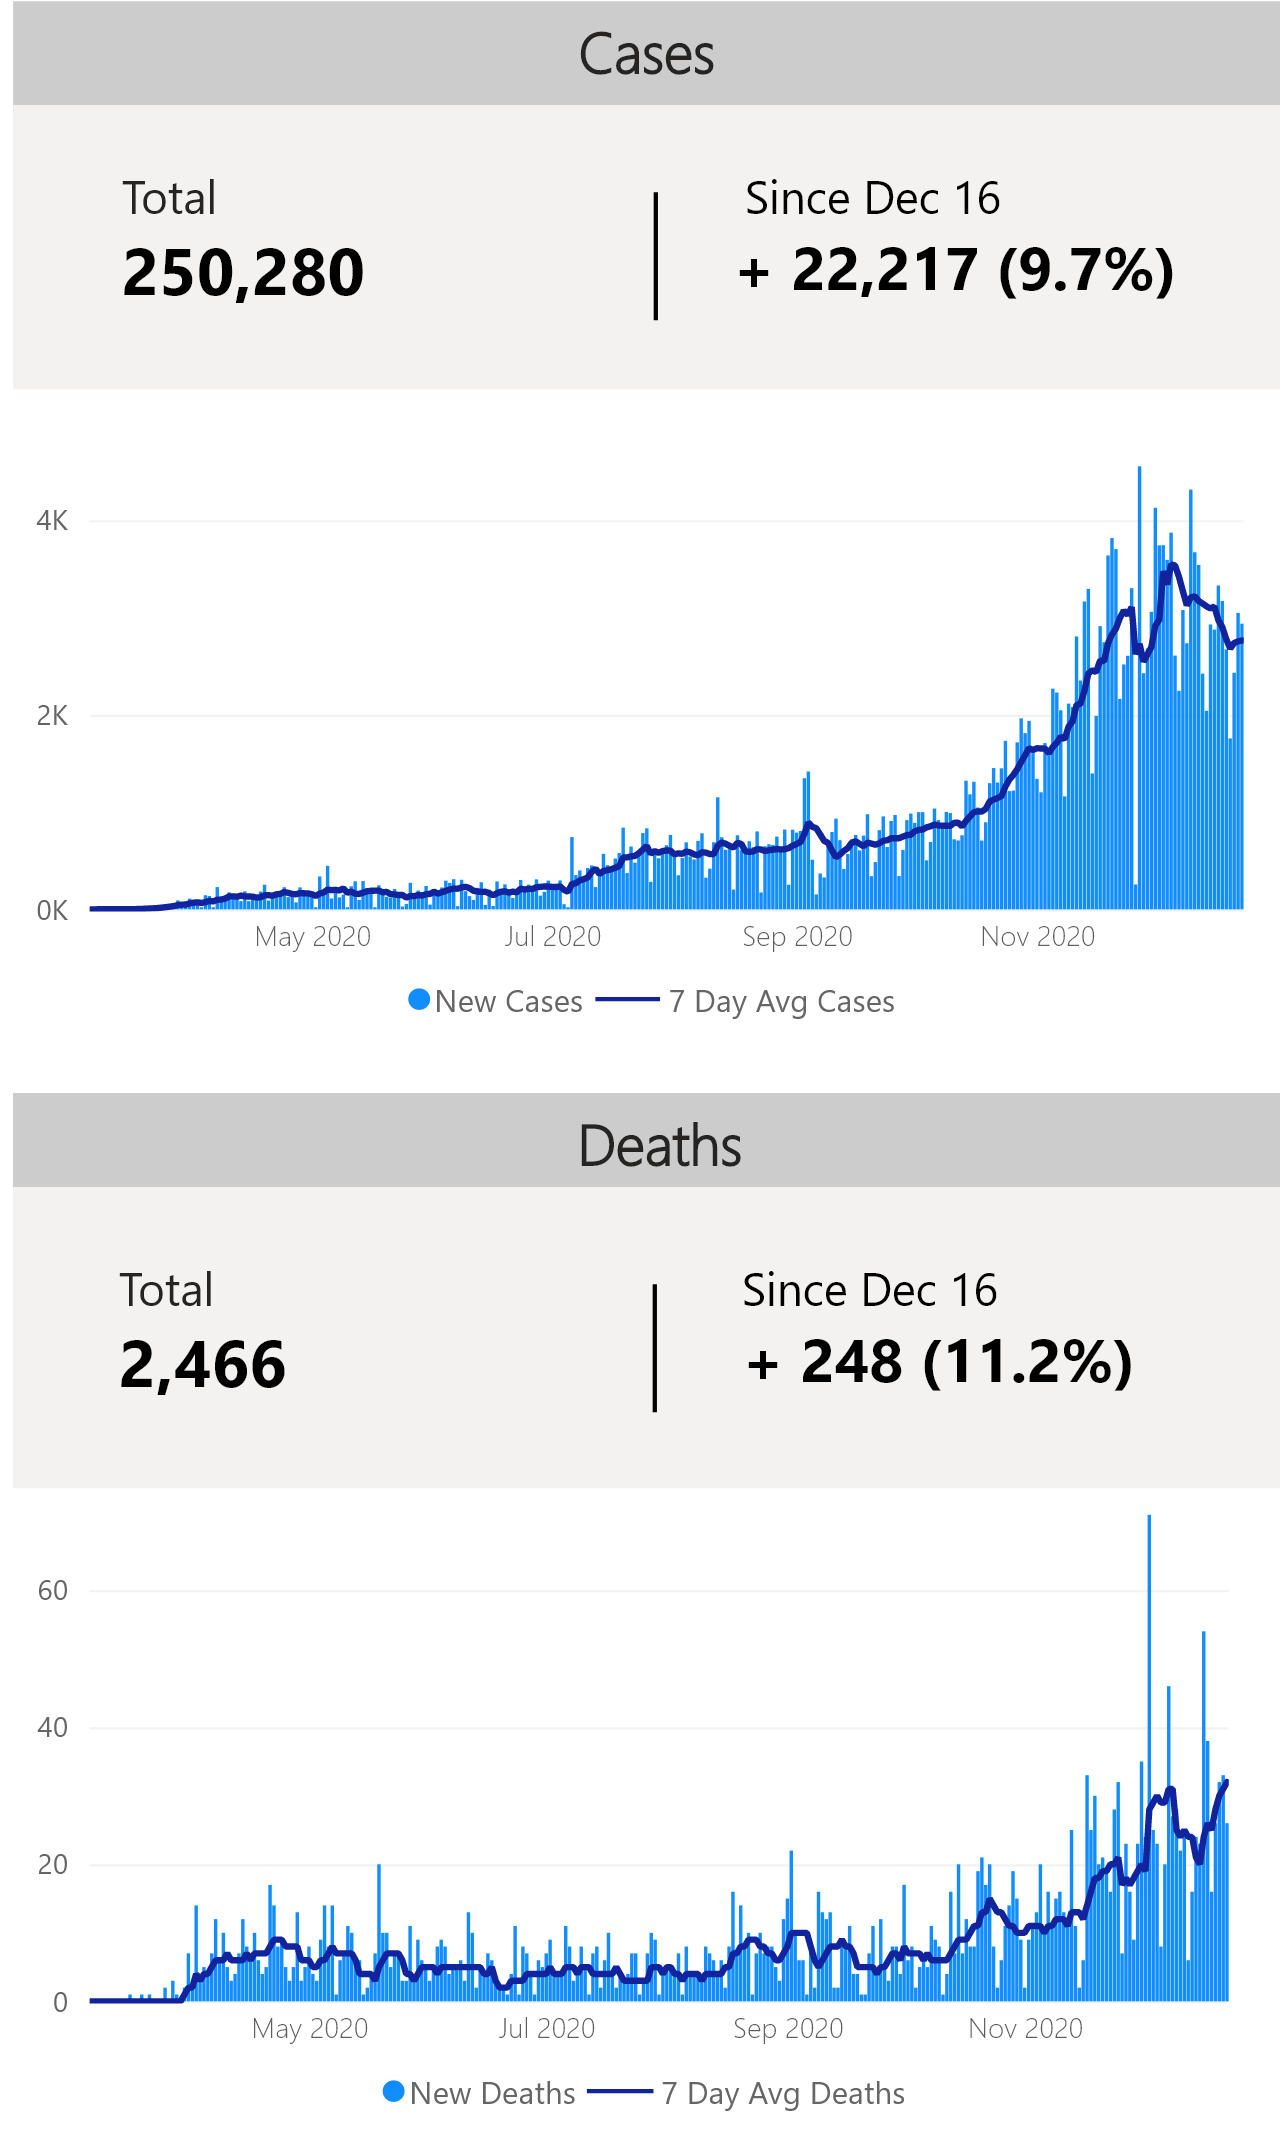 Cases
Total
Since Dec 16
250,280
+ 22,217 (9.7%)
4K
2K
0K
May 2020
Jul 2020
Sep 2020
Nov 2020
New Cases
7 Day Avg Cases
Deaths
Total
Since Dec 16
2,466
+ 248 (11.2%)
60
40
20
0
May 2020
Jul 2020
Sep 2020
Nov 2020
New Deaths
7 Day Avg Deaths